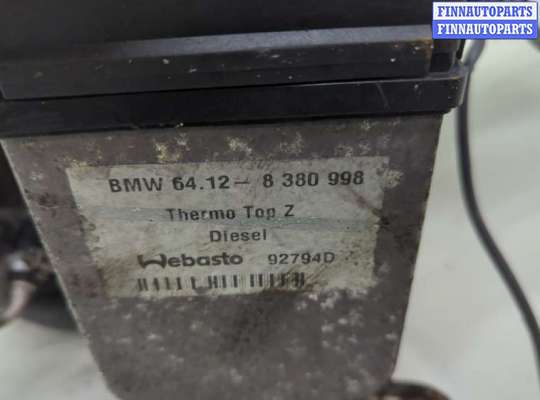 FINNAUTOPARTS
FINNAUTOPARTS
BMW 64.12- 8 380 998
Thermo Top Z
Diesel
Webasto 92794D